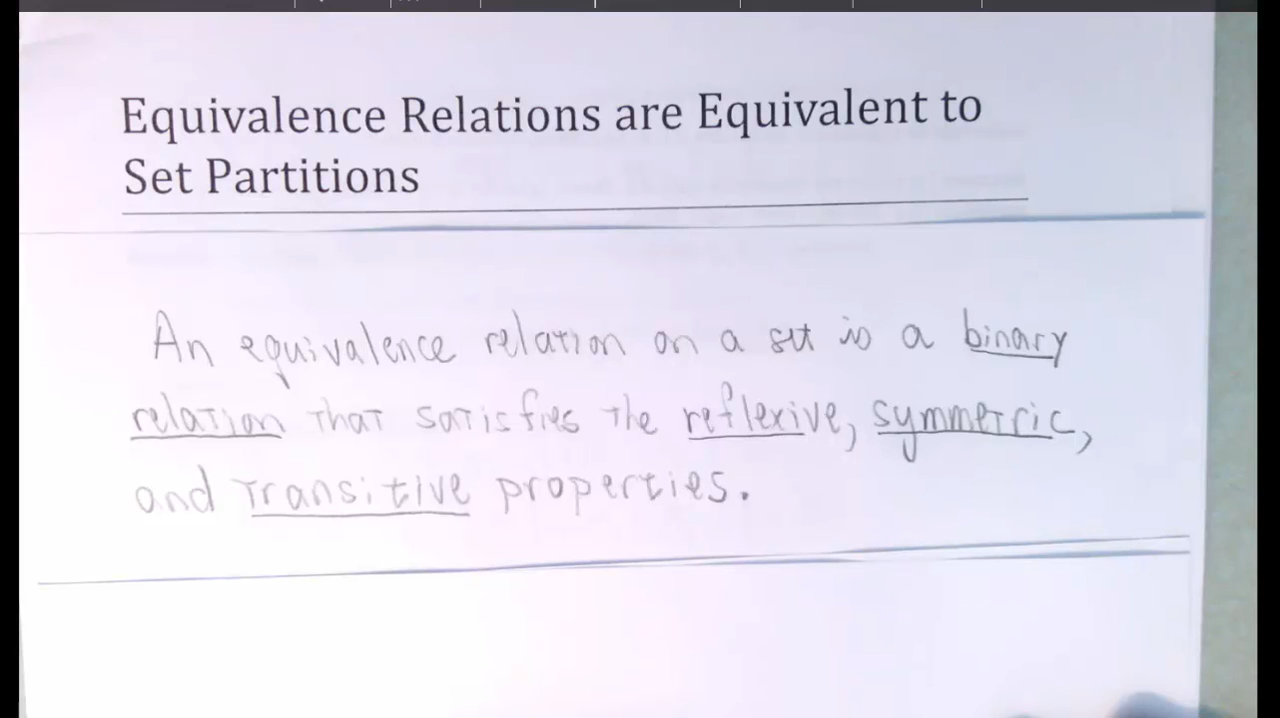 Equivalence Relations are Equivalent to
Set Partitions
An equivalence relation on a set is a binary
relation that satisfies the reflexive, symmetric,
and transitive properties.